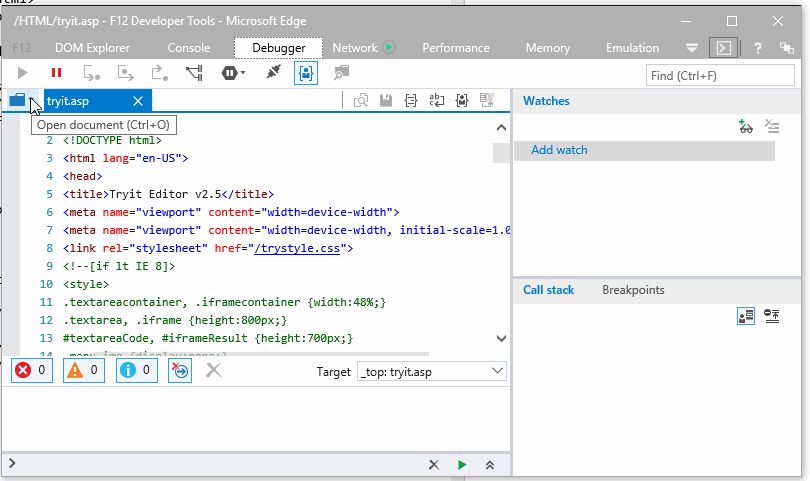 /HTML/tryit.asp - F12 Developer Tools - Microsoft Edge
F12 DOM Explorer Console Debugger Network Performance Memory Emulation ?
Find (Ctrl+F)
tryit.asp
Open document (Ctrl+O)
2 <!DOCTYPE html>
3 <html lang="en-US">
4 <head>
5 <title>Tryit Editor v2.5</title>
6 <meta name="viewport" content="width=device-width">
7 <meta name="viewport" content="width=device-width, initial-scale=1.0
8 <link rel="stylesheet" href="/trystyle.css">
9 <!--[if lt IE 8]>
10 <style>
11 .textareacontainer, .iframecontainer {width:48%;}
12 .textarea, .iframe {height:800px;}
13 #textareaCode, #iframeResult {height:700px;}
14 .menu img {display:none;}
0 0 0 Target _top: tryit.asp
Watches
Add watch
Call stack Breakpoints